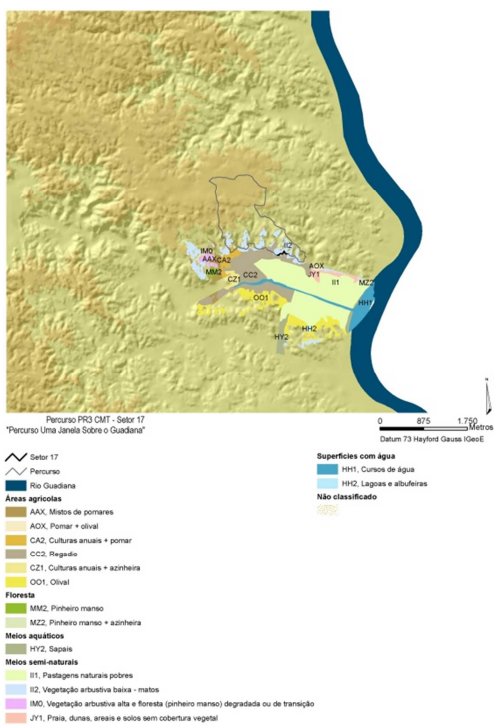 II2
IM0
AAX CA2
MM2
CZ1
CC2
AOX
JY1
II1
MZ2
HH1
OO1
HH2
HY2
N
Percurso PR3 CMT - Setor 17
"Percurso Uma Janela Sobre o Guadiana"
0 875 1.750
Metros
Datum 73 Hayford Gauss IGeoE
Setor 17
Percurso
Rio Guadiana
Áreas agrícolas
AAX, Mistos de pomares
AOX, Pomar + olival
CA2, Culturas anuais + pomar
CC2, Regadio
CZ1, Culturas anuais + azinheira
OO1, Olival
Floresta
MM2, Pinheiro manso
MZ2, Pinheiro manso + azinheira
Meios aquáticos
HY2, Sapais
Meios semi-naturais
II1, Pastagens naturais pobres
II2, Vegetação arbustiva baixa - matos
IM0, Vegetação arbustiva alta e floresta (pinheiro manso) degradada ou de transição
JY1, Praia, dunas, areais e solos sem cobertura vegetal
Superfícies com água
HH1, Cursos de água
HH2, Lagoas e albufeiras
Não classificado